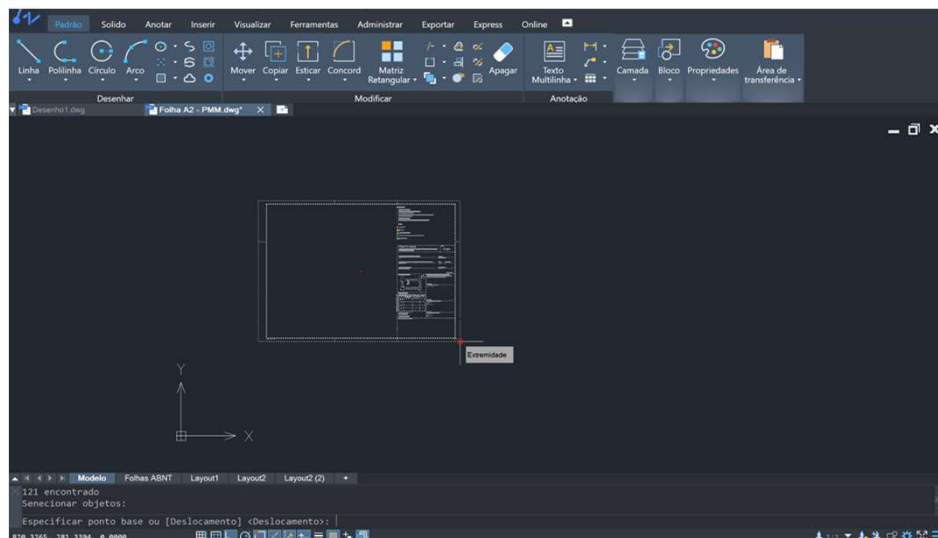 Padrão Solido Anotar Inserir Visualizar Ferramentas Administrar Exportar Express Online
Linha Polilinha Círculo Arco Mover Copiar Esticar Concord Matriz Retangular Apagar Texto Multilinha Camada Bloco Propriedades Área de transferência
Desenhar Modificar Anotação
Desenho1.dwg Folha A2 - PMM.dwg* X
Extremidade
Y
X
Modelo Folhas ABNT Layout1 Layout2 Layout2 (2) +
121 encontrado
Senecionar objetos:
Especificar ponto base ou [Deslocamento] <Deslocamento>: